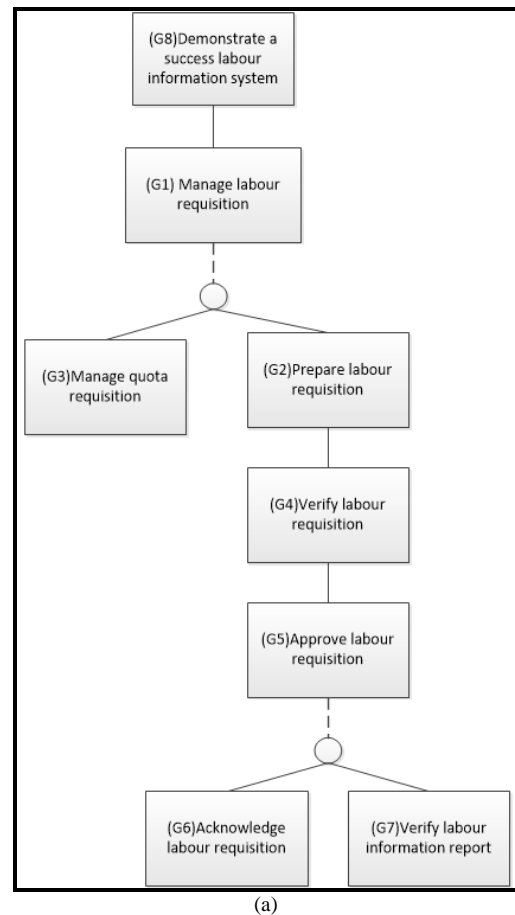 (G8)Demonstrate a
success labour
information system
(G1) Manage labour
requisition
(G3)Manage quota
requisition
(G2)Prepare labour
requisition
(G4)Verify labour
requisition
(G5)Approve labour
requisition
(G6)Acknowledge
labour requisition
(G7)Verify labour
information report
(a)